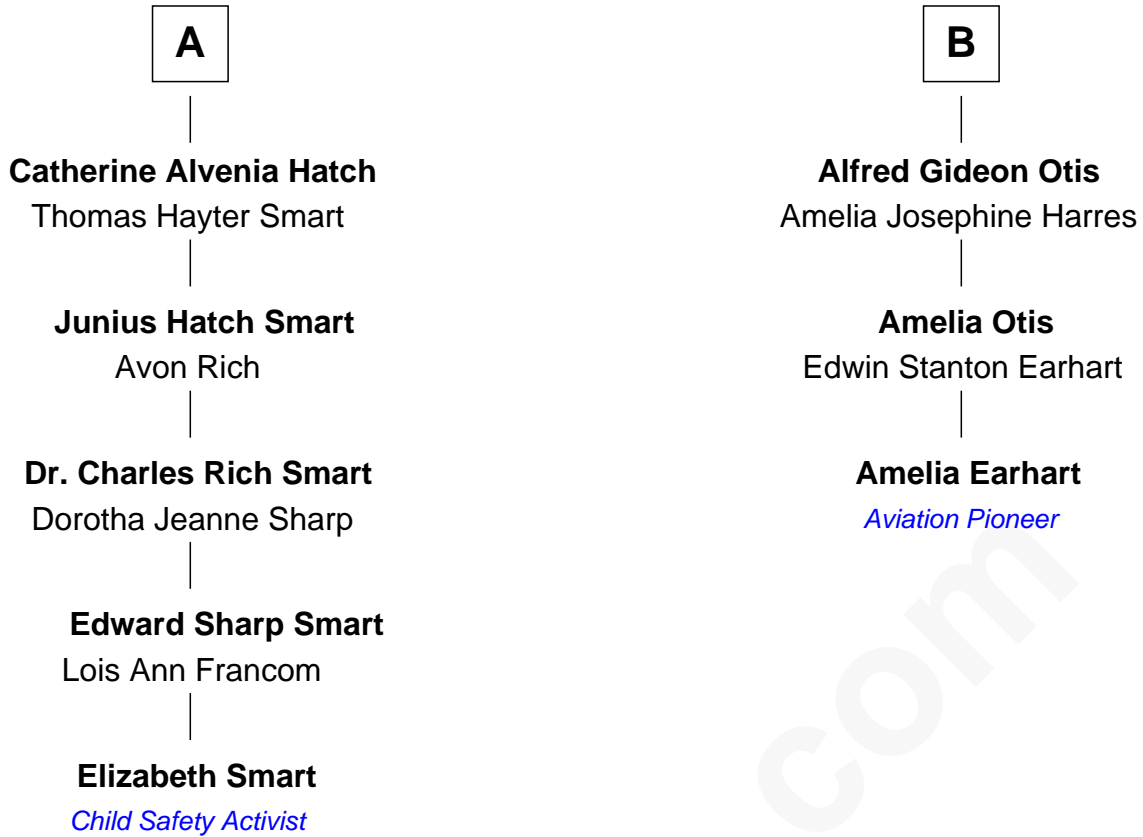 A
Catherine Alvenia Hatch
Thomas Hayter Smart
Junius Hatch Smart
Avon Rich
Dr. Charles Rich Smart
Dorotha Jeanne Sharp
Edward Sharp Smart
Lois Ann Francom
Elizabeth Smart
Child Safety Activist
B
Alfred Gideon Otis
Amelia Josephine Harres
Amelia Otis
Edwin Stanton Earhart
Amelia Earhart
Aviation Pioneer
com